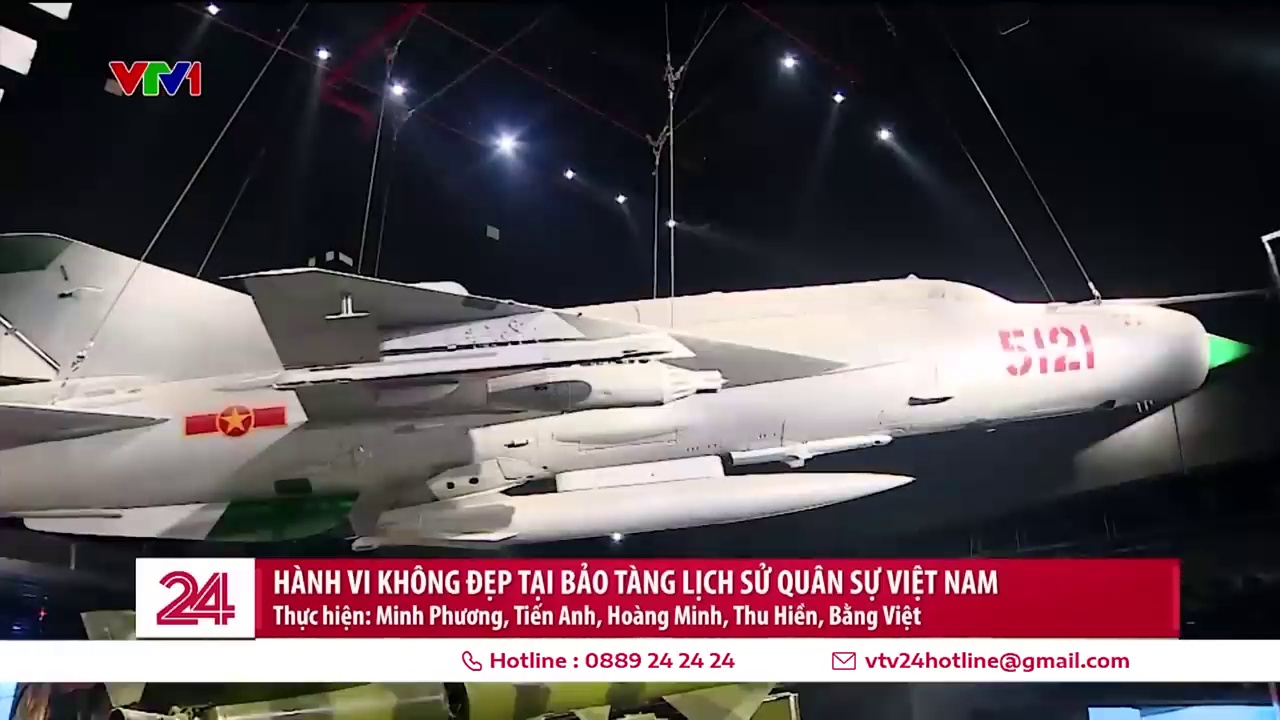 VTV1
5121
24
HÀNH VI KHÔNG ĐẸP TẠI BẢO TÀNG LỊCH SỬ QUÂN SỰ VIỆT NAM
Thực hiện: Minh Phương, Tiến Anh, Hoàng Minh, Thu Hiền, Bằng Việt
Hotline : 0889 24 24 24
vtv24hotline@gmail.com